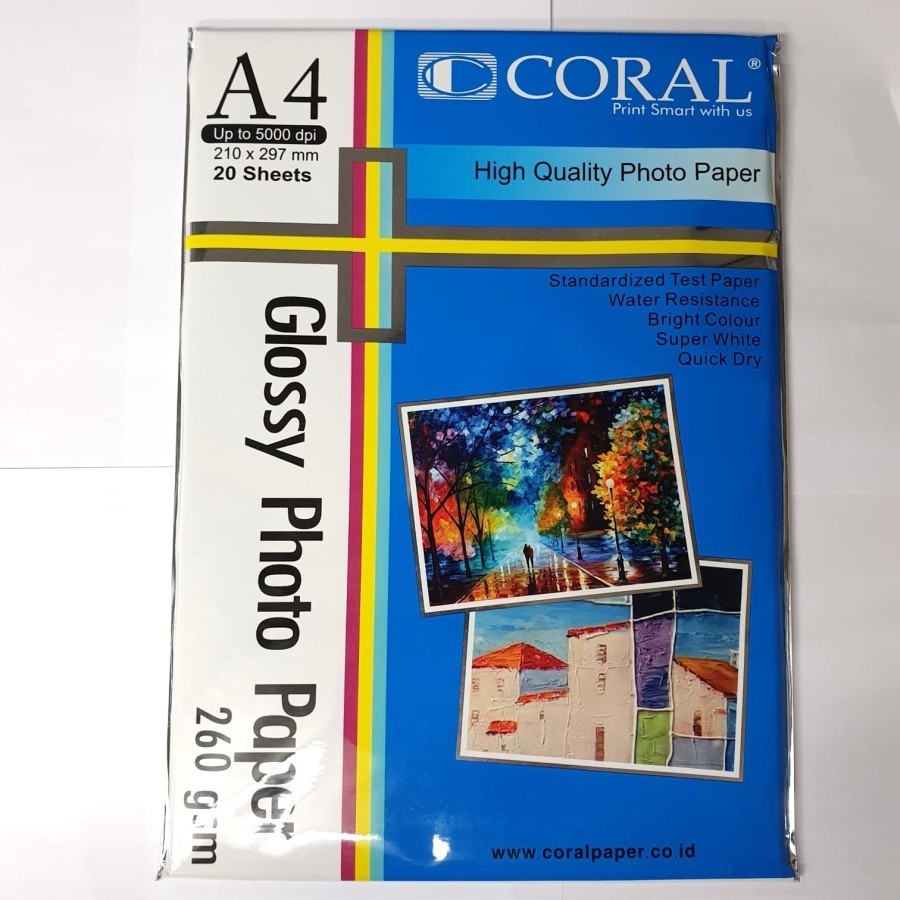 A4
Up to 5000 dpi
210 x 297 mm
20 Sheets
CORAL®
Print Smart with us
High Quality Photo Paper
Standardized Test Paper
Water Resistance
Bright Colour
Super White
Quick Dry
Glossy Photo Paper
260 gsm
www.coralpaper.co.id